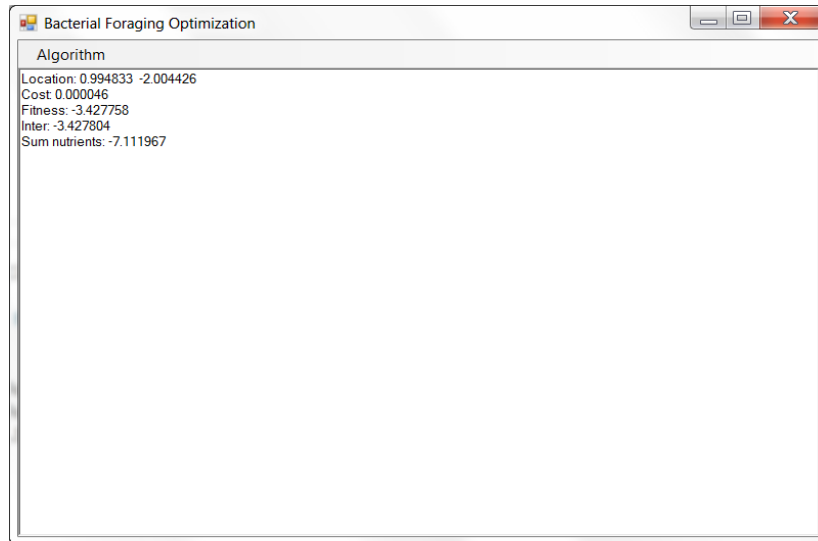 Bacterial Foraging Optimization
Algorithm
Location: 0.994833 -2.004426
Cost: 0.000046
Fitness: -3.427758
Inter: -3.427804
Sum nutrients: -7.111967